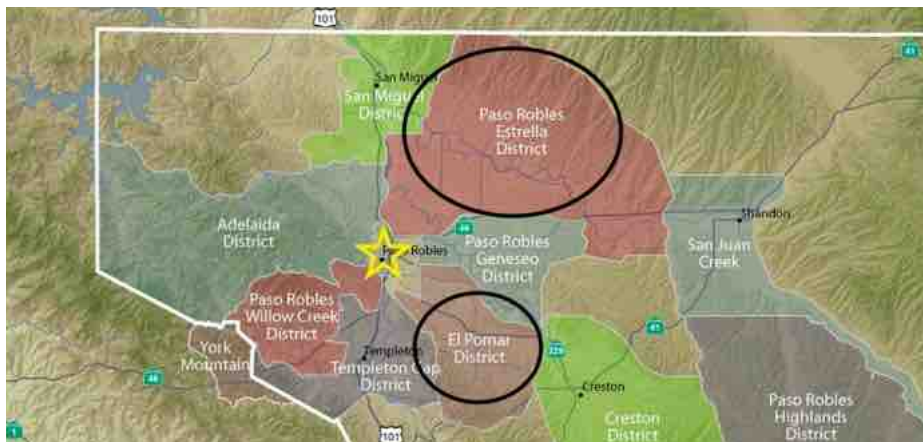 101
41
San Miguel
San Miguel
District
Paso Robles
Estrella
District
Adelaida
District
46
Shandon
Paso Robles
Paso Robles
Geneseo
District
San Juan
Creek
Paso Robles
Willow Creek
District
York
Mountain
El Pomar
District
41
229
Templeton
Templeton Gap
District
46
Creston
Creston
District
Paso Robles
Highlands
District
1
101